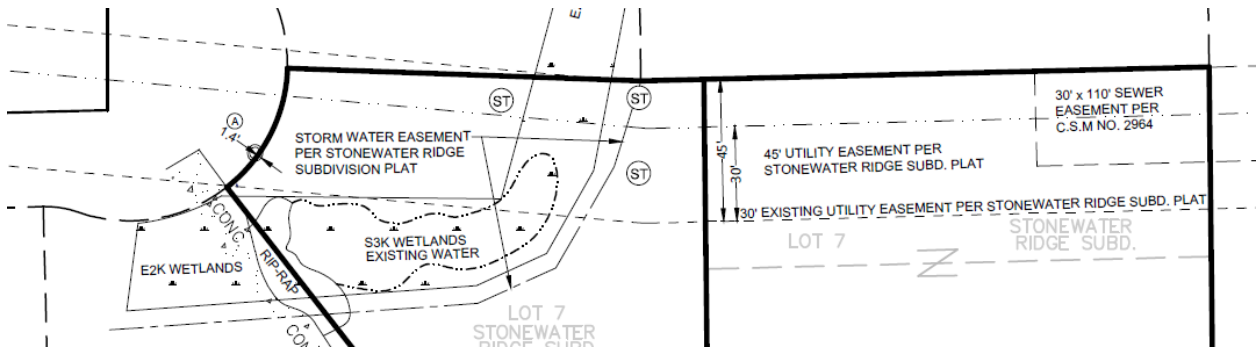 E.
ST
ST
ST
A
1.4'
STORM WATER EASEMENT
PER STONEWATER RIDGE
SUBDIVISION PLAT
45'
30'
45' UTILITY EASEMENT PER
STONEWATER RIDGE SUBD. PLAT
30' x 110' SEWER
EASEMENT PER
C.S.M NO. 2964
30' EXISTING UTILITY EASEMENT PER STONEWATER RIDGE SUBD. PLAT
CONC.
RIP-RAP
S3K WETLANDS
EXISTING WATER
E2K WETLANDS
LOT 7
STONEWATER
RIDGE SUBD.
LOT 7
STONEWATER
RIDGE SUBD.